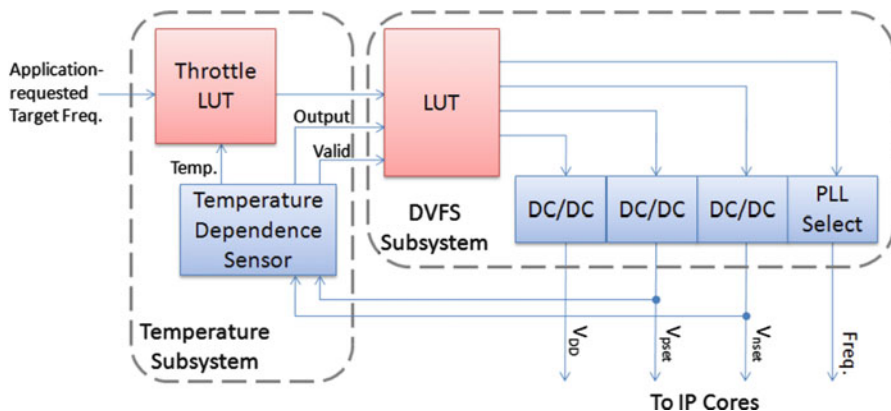 Application-
requested
Target Freq.
Throttle
LUT
Output
Valid
Temp.
Temperature
Dependence
Sensor
Temperature
Subsystem
LUT
DVFS
Subsystem
DC/DC
DC/DC
DC/DC
PLL
Select
VDD
Vpset
Vnset
Freq.
To IP Cores